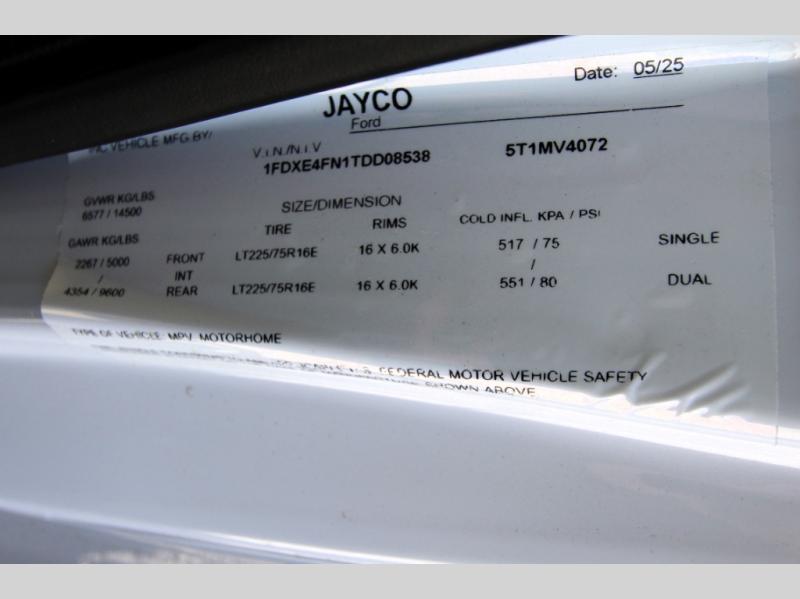 Date: 05/25
JAYCO
Ford
INC.VEHICLE MFG.BY/
V.I.N./N.I.V
1FDXE4FN1TDD08538 5T1MV4072
GVWR KG/LBS
6577 / 14500
SIZE/DIMENSION
TIRE RIMS COLD INFL. KPA / PSI
GAWR KG/LBS
2267 / 5000 FRONT LT225/75R16E 16 X 6.0K 517 / 75 SINGLE
/ INT /
4354 / 9600 REAR LT225/75R16E 16 X 6.0K 551 / 80 DUAL
TYPE OF VEHICLE MPV MOTORHOME
FEDERAL MOTOR VEHICLE SAFETY
SHOWN ABOVE